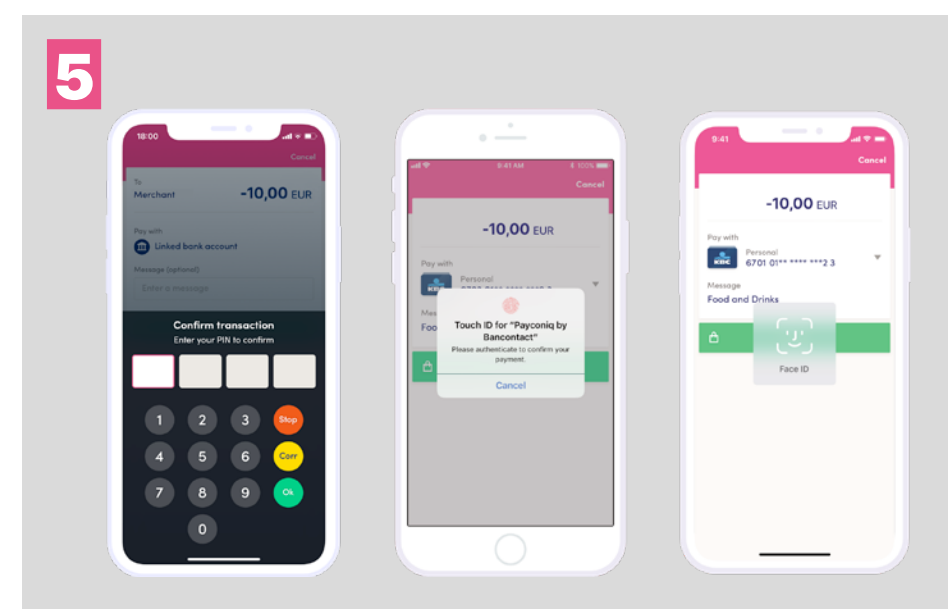 5
18:00
Cancel
To
Merchant
-10,00 EUR
Pay with
Linked bank account
Message (optional)
Enter a message
Confirm transaction
Enter your PIN to confirm
1 2 3 Stop
4 5 6 Corr
7 8 9 Ok
0
9:41 AM
100%
Cancel
-10,00 EUR
Pay with
KBC
Personal
Mes
Foo
Touch ID for "Payconiq by
Bancontact"
Please authenticate to confirm your
payment.
Cancel
9:41
Cancel
-10,00 EUR
Pay with
KBC
Personal
6701 01** **** ***2 3
Message
Food and Drinks
Face ID